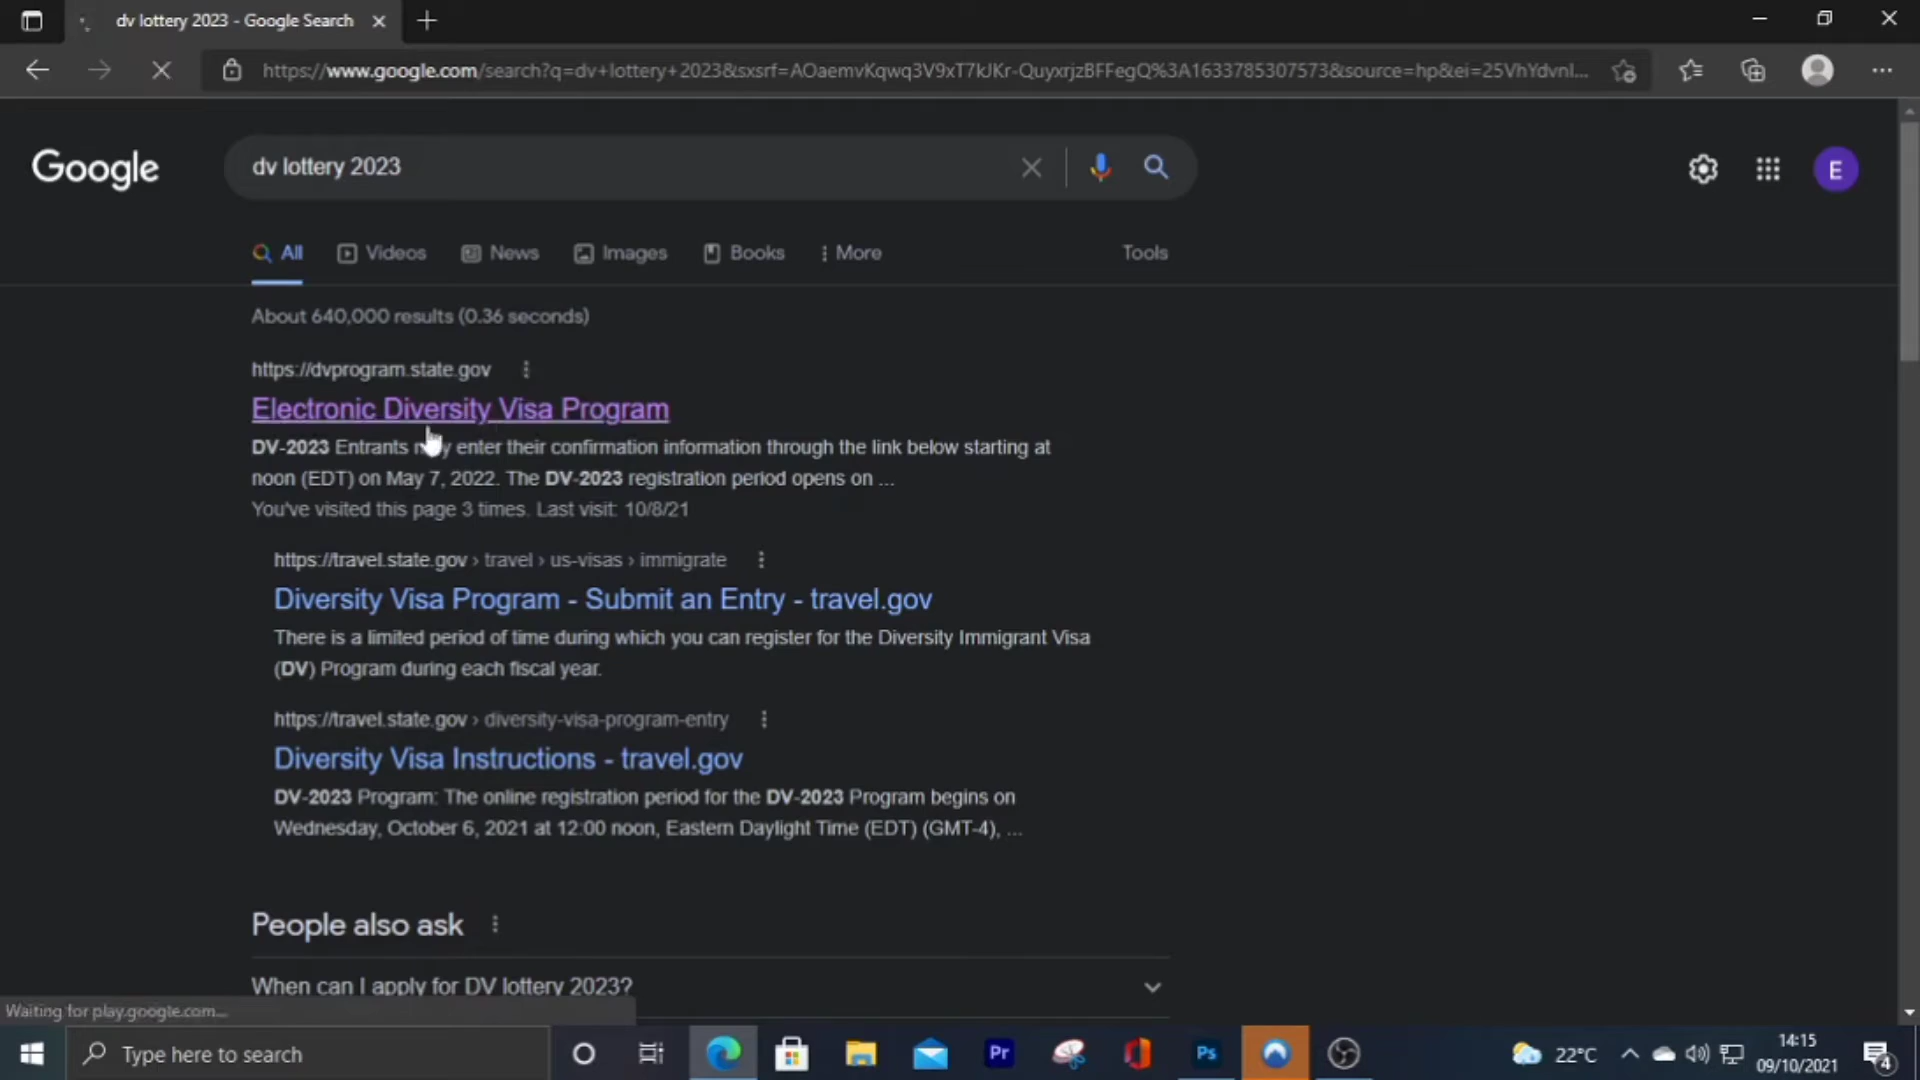 dv lottery 2023 - Google Search
https://www.google.com/search?q=dv+lottery+2023&sxsrf=AOaemvKqwq3V9xT7kJKr-QuyxrjzBFFegQ%3A1633785307573&source=hp&ei=25VhYdvnI...
Google
dv lottery 2023
E
All Videos News Images Books More Tools
About 640,000 results (0.36 seconds)
https://dvprogram.state.gov
Electronic Diversity Visa Program
DV-2023 Entrants may enter their confirmation information through the link below starting at
noon (EDT) on May 7, 2022. The DV-2023 registration period opens on ...
You've visited this page 3 times. Last visit: 10/8/21
https://travel.state.gov › travel › us-visas › immigrate
Diversity Visa Program - Submit an Entry - travel.gov
There is a limited period of time during which you can register for the Diversity Immigrant Visa
(DV) Program during each fiscal year.
https://travel.state.gov › diversity-visa-program-entry
Diversity Visa Instructions - travel.gov
DV-2023 Program: The online registration period for the DV-2023 Program begins on
Wednesday, October 6, 2021 at 12:00 noon, Eastern Daylight Time (EDT) (GMT-4), ...
People also ask
When can I apply for DV lottery 2023?
Waiting for play.google.com...
Type here to search
Pr
Ps
22°C
14:15
09/10/2021
4